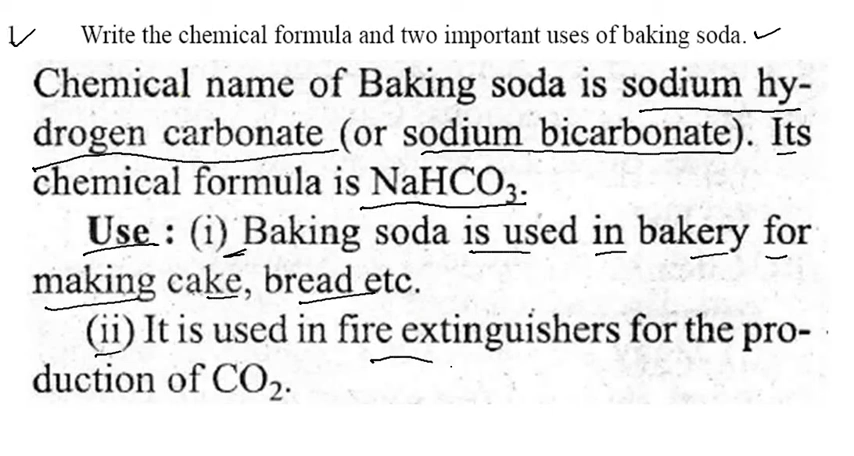 1 Write the chemical formula and two important uses of baking soda.
Chemical name of Baking soda is sodium hy-
drogen carbonate (or sodium bicarbonate). Its
chemical formula is NaHCO₃.
Use : (i) Baking soda is used in bakery for
making cake, bread etc.
(ii) It is used in fire extinguishers for the pro-
duction of CO₂.